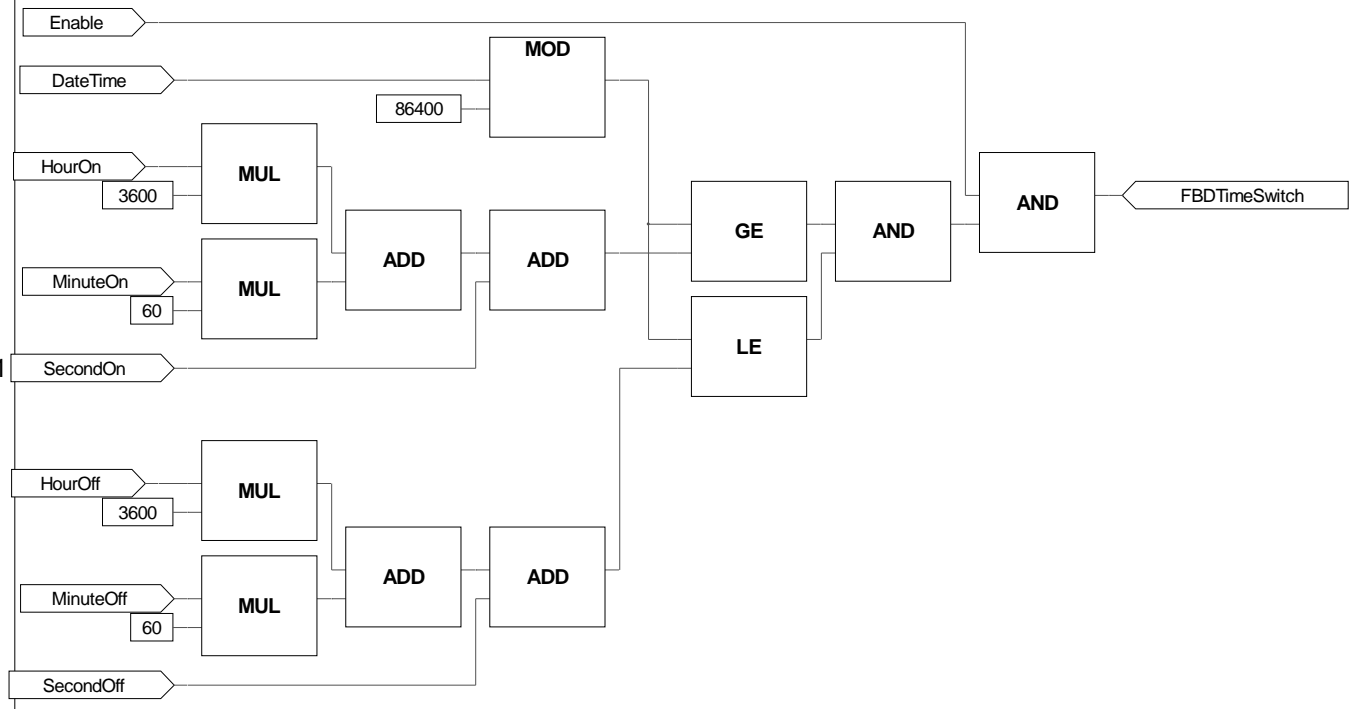 Enable
MOD
DateTime
86400
HourOn
3600
MUL
MinuteOn
60
MUL
ADD
ADD
SecondOn
GE
LE
AND
AND
FBDTimeSwitch
HourOff
3600
MUL
MinuteOff
60
MUL
ADD
ADD
SecondOff